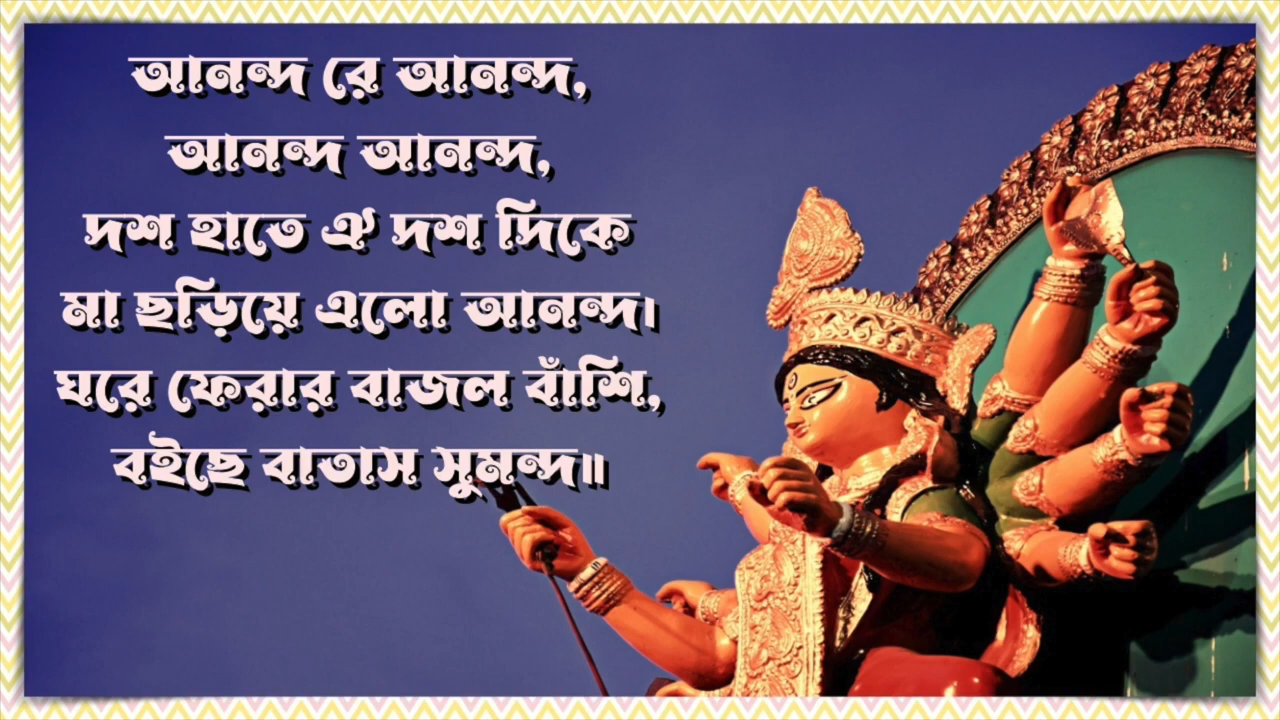 আনন্দ রে আনন্দ,
আনন্দ আনন্দ,
দশ হাতে ঐ দশ দিকে
মা ছড়িয়ে এলো আনন্দ।
ঘরে ফেরার বাজল বাঁশি,
বইছে বাতাস সুমন্দ॥